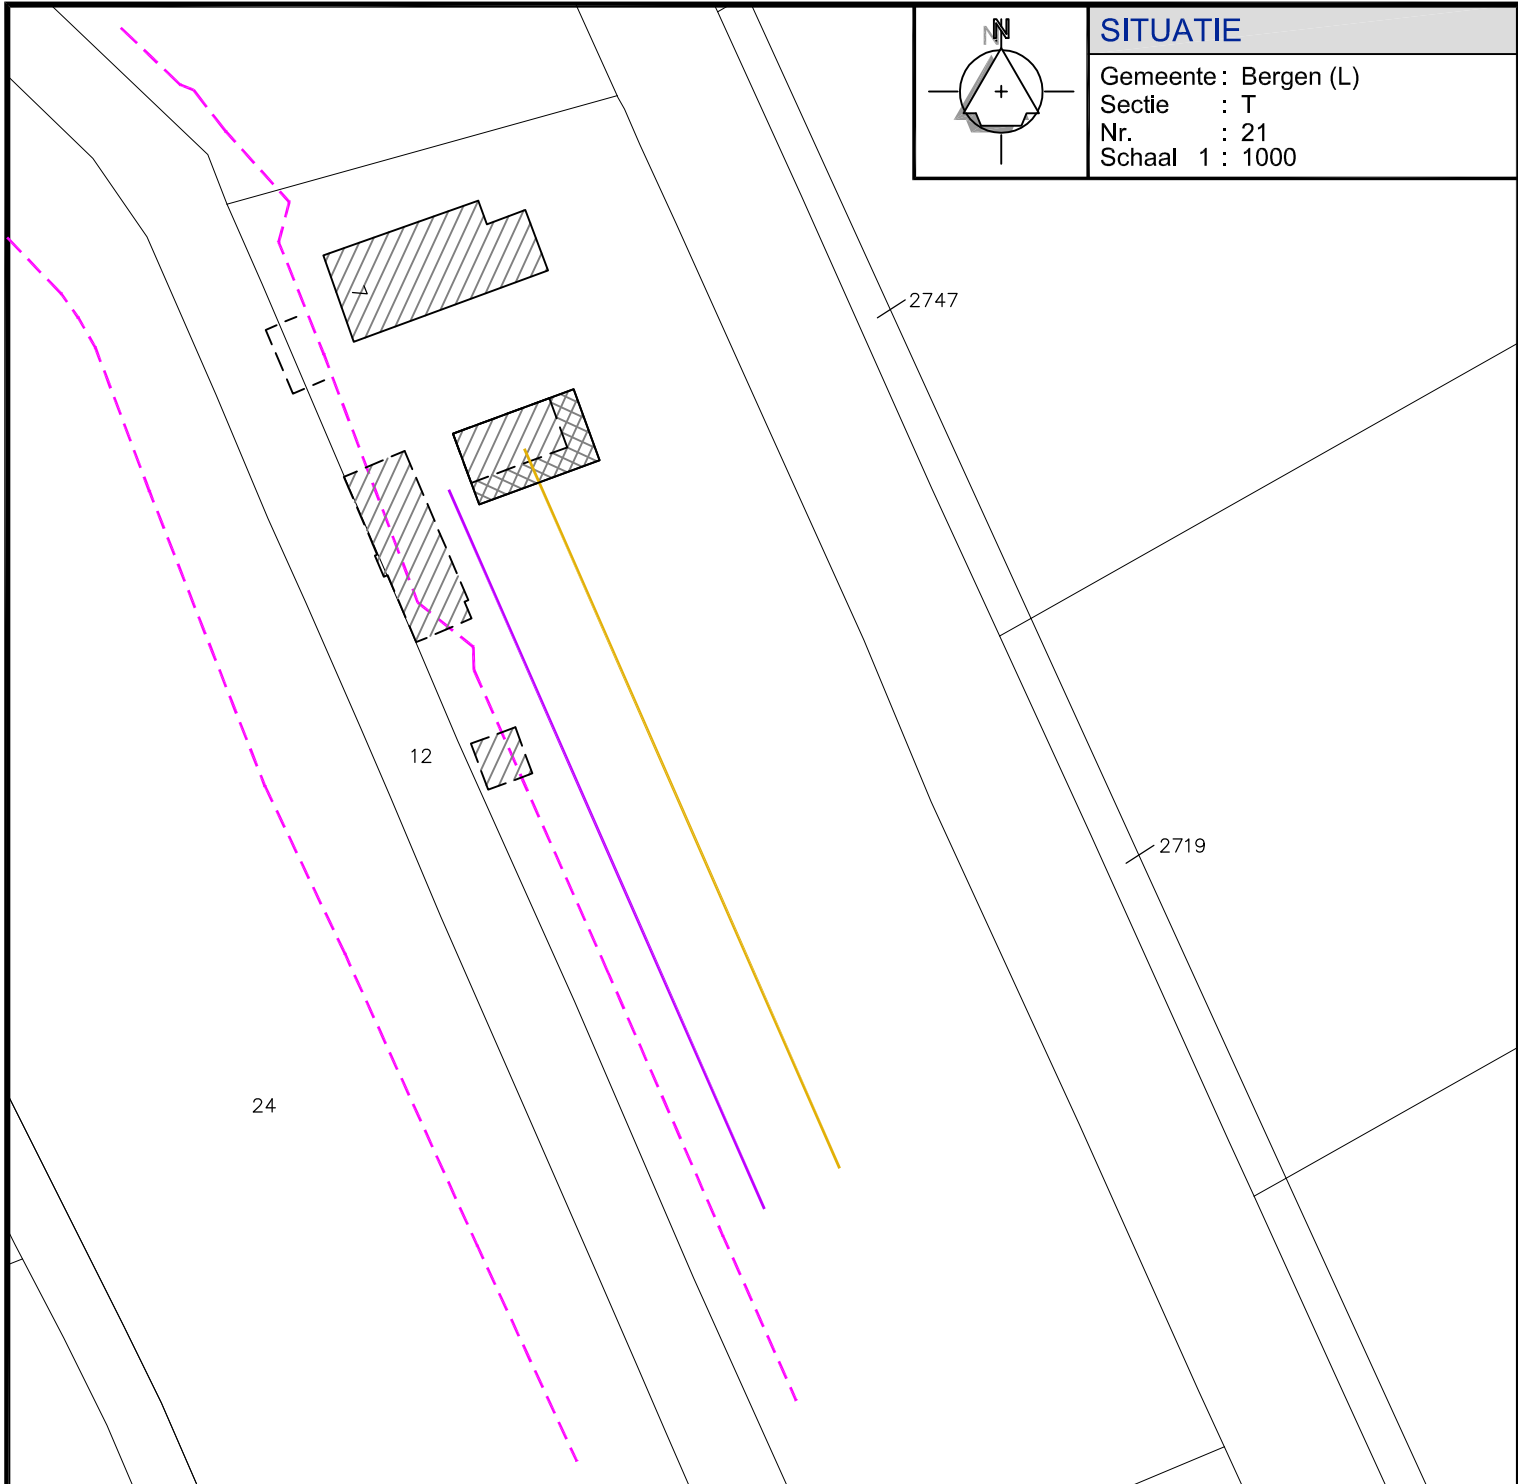 N
SITUATIE
Gemeente : Bergen (L)
Sectie : T
Nr. : 21
Schaal 1 : 1000
2747
12
2719
24